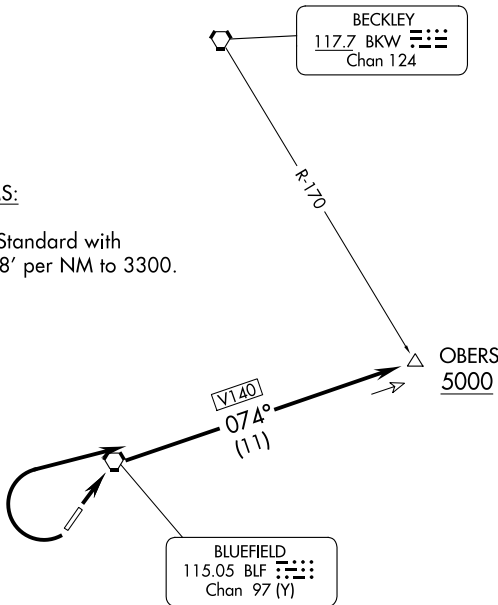 BECKLEY
117.7 BKW
Chan 124
R-170
S:
Standard with
8' per NM to 3300.
OBERS
5000
V140
074°
(11)
BLUEFIELD
115.05 BLF
Chan 97 (Y)